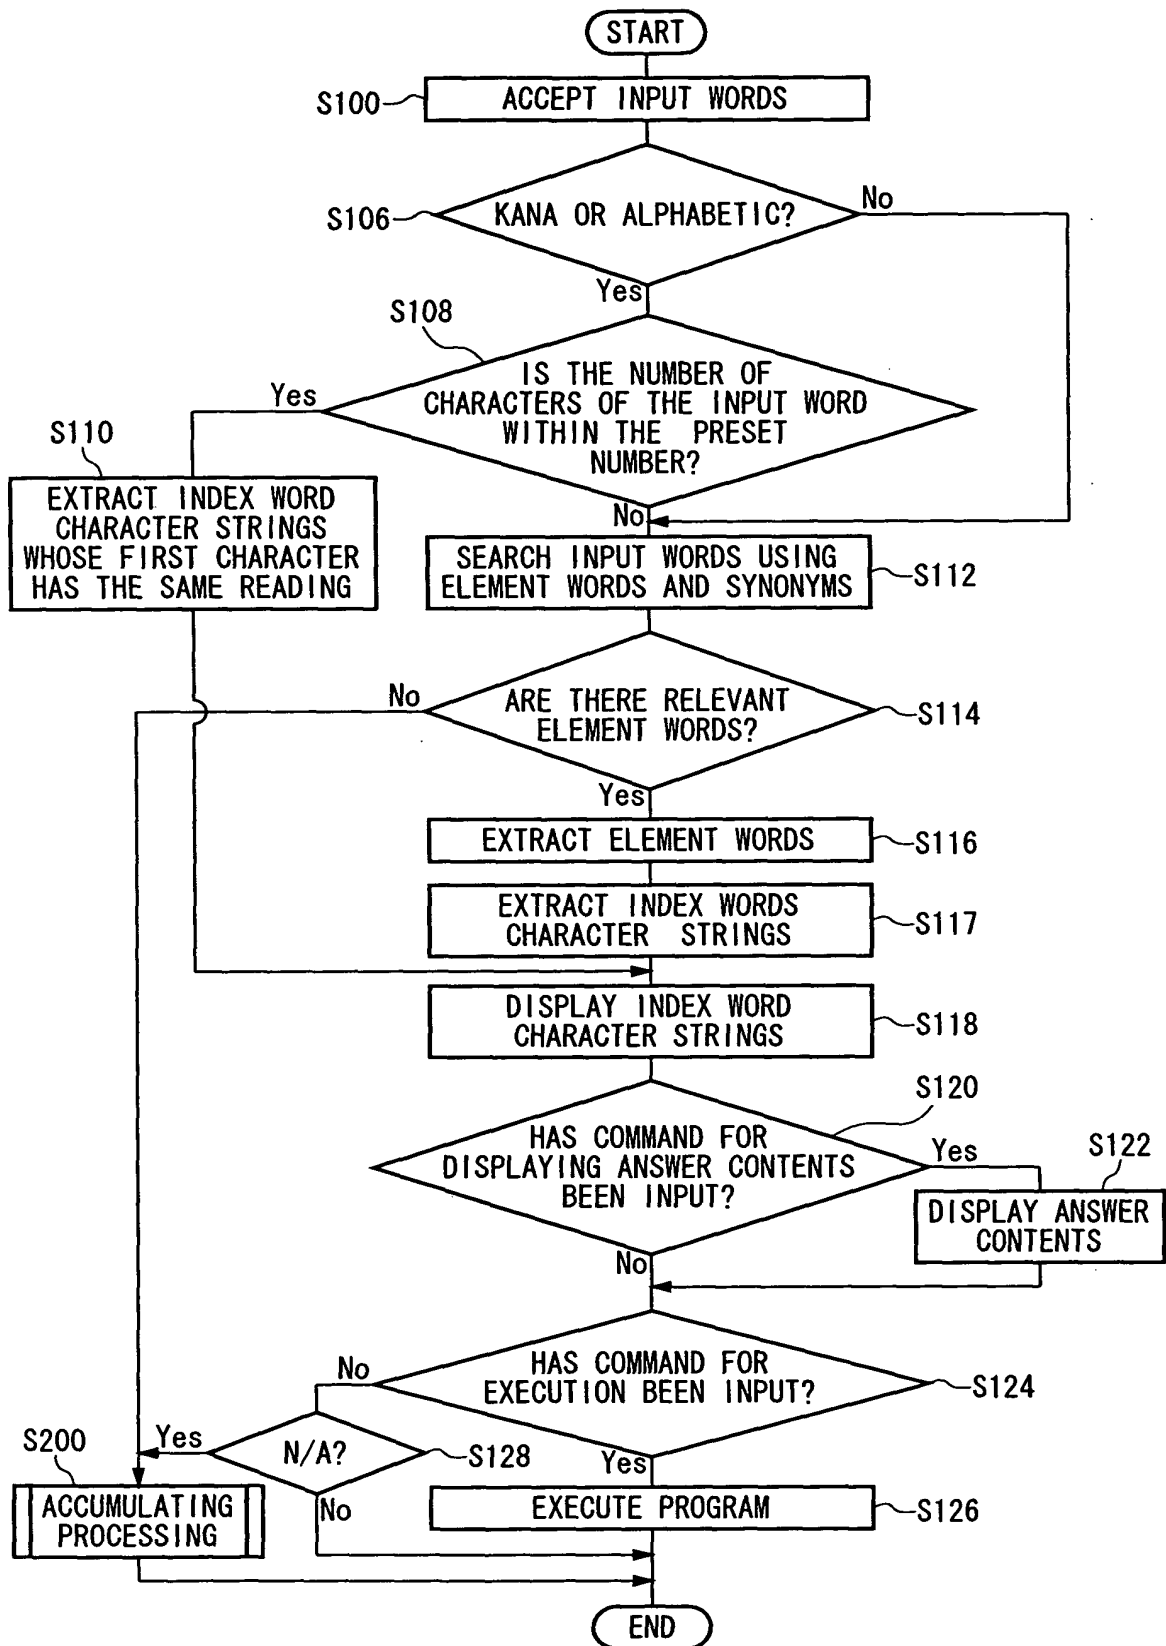 START
S100
ACCEPT INPUT WORDS
S106
KANA OR ALPHABETIC?
No
Yes
S108
IS THE NUMBER OF
CHARACTERS OF THE INPUT WORD
WITHIN THE PRESET
NUMBER?
Yes
No
S110
EXTRACT INDEX WORD
CHARACTER STRINGS
WHOSE FIRST CHARACTER
HAS THE SAME READING
SEARCH INPUT WORDS USING
ELEMENT WORDS AND SYNONYMS
S112
No
ARE THERE RELEVANT
ELEMENT WORDS?
S114
Yes
EXTRACT ELEMENT WORDS
S116
EXTRACT INDEX WORDS
CHARACTER STRINGS
S117
DISPLAY INDEX WORD
CHARACTER STRINGS
S118
S120
HAS COMMAND FOR
DISPLAYING ANSWER CONTENTS
BEEN INPUT?
Yes
No
S122
DISPLAY ANSWER
CONTENTS
No
HAS COMMAND FOR
EXECUTION BEEN INPUT?
S124
Yes
Yes
N/A?
S128
No
S200
ACCUMULATING
PROCESSING
EXECUTE PROGRAM
S126
END